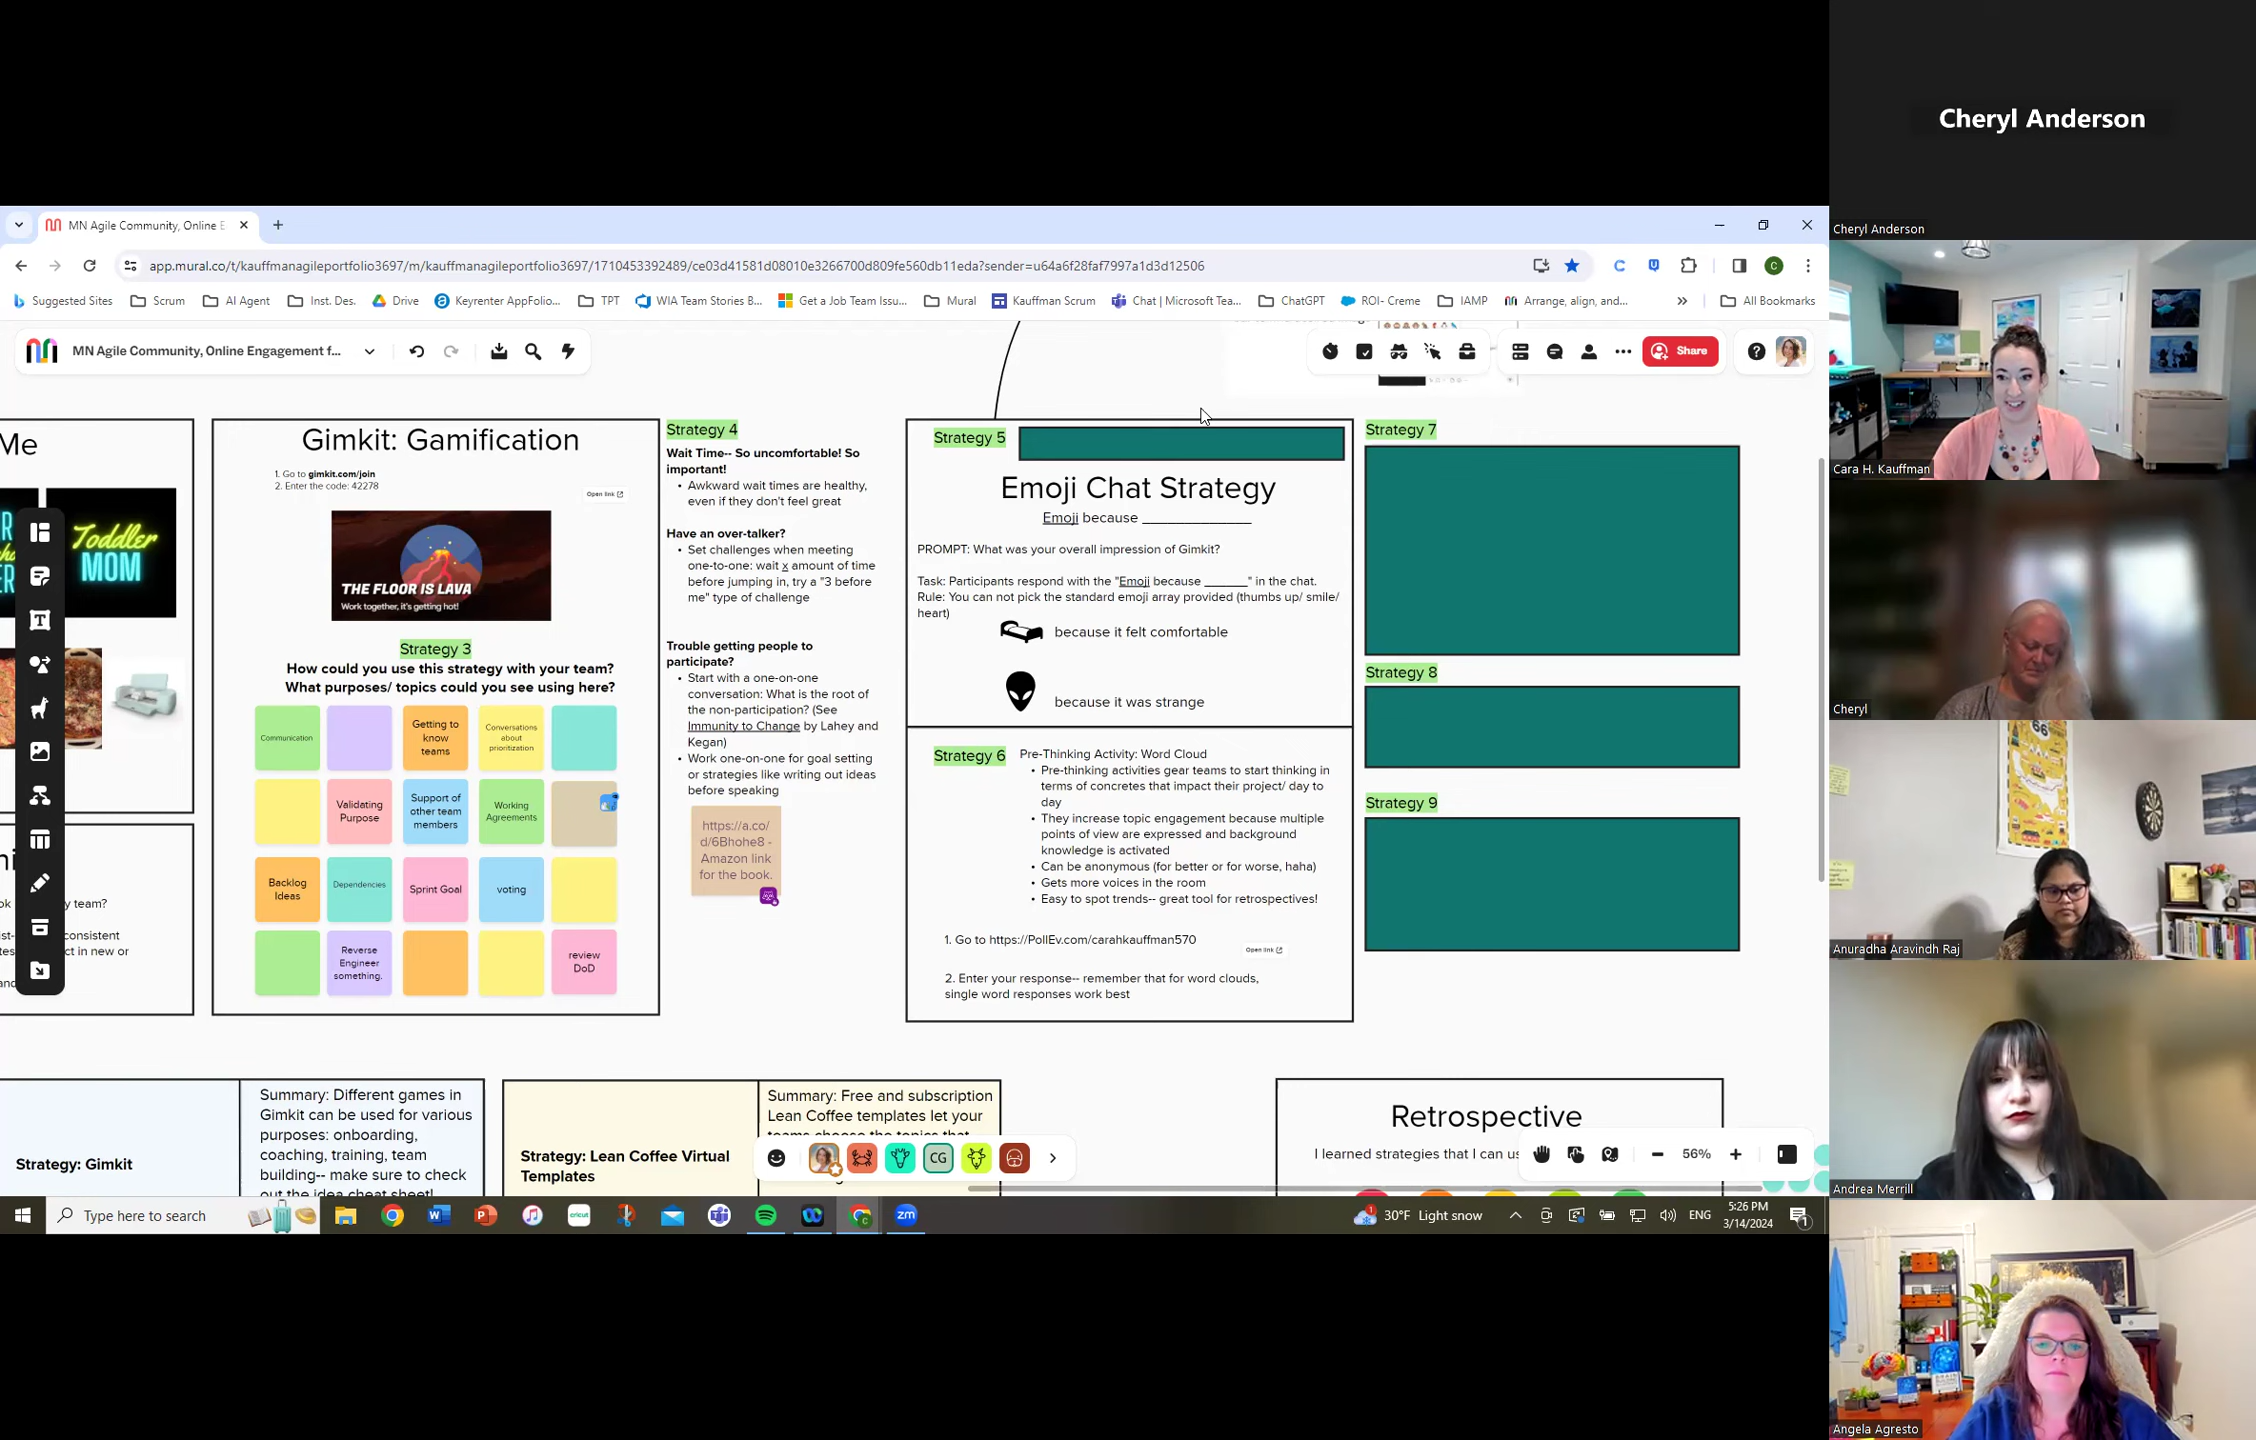 MN Agile Community, Online E
app.mural.co/t/kauffmanagileportfolio3697/m/kauffmanagileportfolio3697/1710453392489/ce03d41581d08010e3266700d809fe560db11eda?sender=u64a6f28faf7997a1d3d12506
Suggested Sites
Scrum
AI Agent
Inst. Des.
Drive
Keyrenter AppFolio...
TPT
WIA Team Stories B...
Get a Job Team Issu...
Mural
Kauffman Scrum
Chat | Microsoft Tea...
ChatGPT
ROI- Creme
IAMP
Arrange, align, and...
All Bookmarks
MN Agile Community, Online Engagement f...
Share
Me
Toddler
MOM
y team?
consistent
ct in new or
Gimkit: Gamification
1. Go to gimkit.com/join
2. Enter the code: 42278
Open link
THE FLOOR IS LAVA
Work together, it's getting hot!
Strategy 3
How could you use this strategy with your team?
What purposes/ topics could you see using here?
Communication
Getting to
know
teams
Conversations
about
prioritization
Validating
Purpose
Support of
other team
members
Working
Agreements
Backlog
Ideas
Dependencies
Sprint Goal
voting
Reverse
Engineer
something.
review
DoD
Strategy 4
Wait Time-- So uncomfortable! So
important!
• Awkward wait times are healthy,
even if they don't feel great
Have an over-talker?
• Set challenges when meeting
one-to-one: wait x amount of time
before jumping in, try a "3 before
me" type of challenge
Trouble getting people to
participate?
• Start with a one-on-one
conversation: What is the root of
the non-participation? (See
Immunity to Change by Lahey and
Kegan)
• Work one-on-one for goal setting
or strategies like writing out ideas
before speaking
https://a.co/
d/6Bhohe8 -
Amazon link
for the book.
Strategy 5
Emoji Chat Strategy
Emoji because ______________
PROMPT: What was your overall impression of Gimkit?
Task: Participants respond with the "Emoji because ______" in the chat.
Rule: You can not pick the standard emoji array provided (thumbs up/ smile/
heart)
because it felt comfortable
because it was strange
Strategy 6
Pre-Thinking Activity: Word Cloud
• Pre-thinking activities gear teams to start thinking in
terms of concretes that impact their project/ day to
day
• They increase topic engagement because multiple
points of view are expressed and background
knowledge is activated
• Can be anonymous (for better or for worse, haha)
• Gets more voices in the room
• Easy to spot trends-- great tool for retrospectives!
1. Go to https://PollEv.com/carahkauffman570
Open link
2. Enter your response-- remember that for word clouds,
single word responses work best
Strategy 7
Strategy 8
Strategy 9
Strategy: Gimkit
Summary: Different games in
Gimkit can be used for various
purposes: onboarding,
coaching, training, team
building-- make sure to check
out the idea cheat sheet!
Strategy: Lean Coffee Virtual
Templates
Summary: Free and subscription
Lean Coffee templates let your
teams choose the topics that
CG
Retrospective
I learned strategies that I can us
56%
Type here to search
30°F Light snow
ENG
5:26 PM
3/14/2024
Cheryl Anderson
Cheryl Anderson
Cara H. Kauffman
Cheryl
Anuradha Aravindh Raj
Andrea Merrill
Angela Agresto